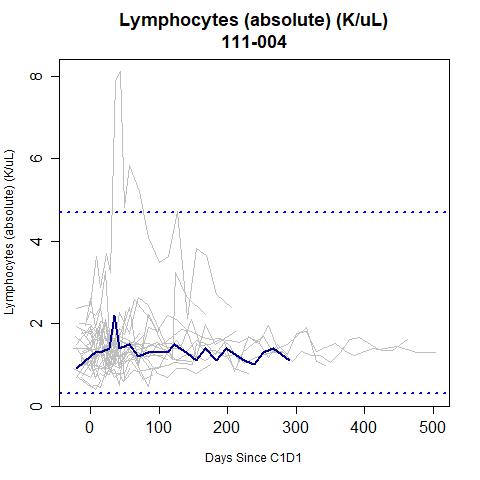 Lymphocytes (absolute) (K/uL)
111-004
Lymphocytes (absolute) (K/uL)
8
6
4
2
0
0 100 200 300 400 500
Days Since C1D1